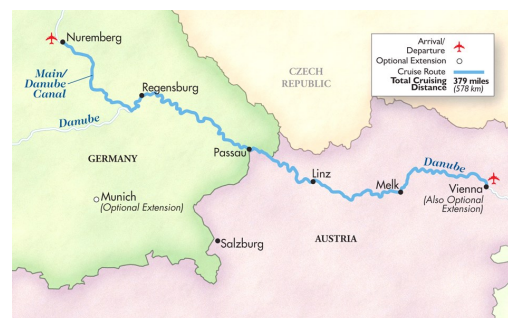 Nuremberg
Main/
Danube
Canal
Regensburg
Danube
GERMANY
Munich
(Optional Extension)
Passau
Salzburg
CZECH
REPUBLIC
Linz
Melk
Danube
Vienna
(Also Optional
Extension)
AUSTRIA
Arrival/
Departure
Optional Extension
Cruise Route
Total Cruising 379 miles
Distance (578 km)